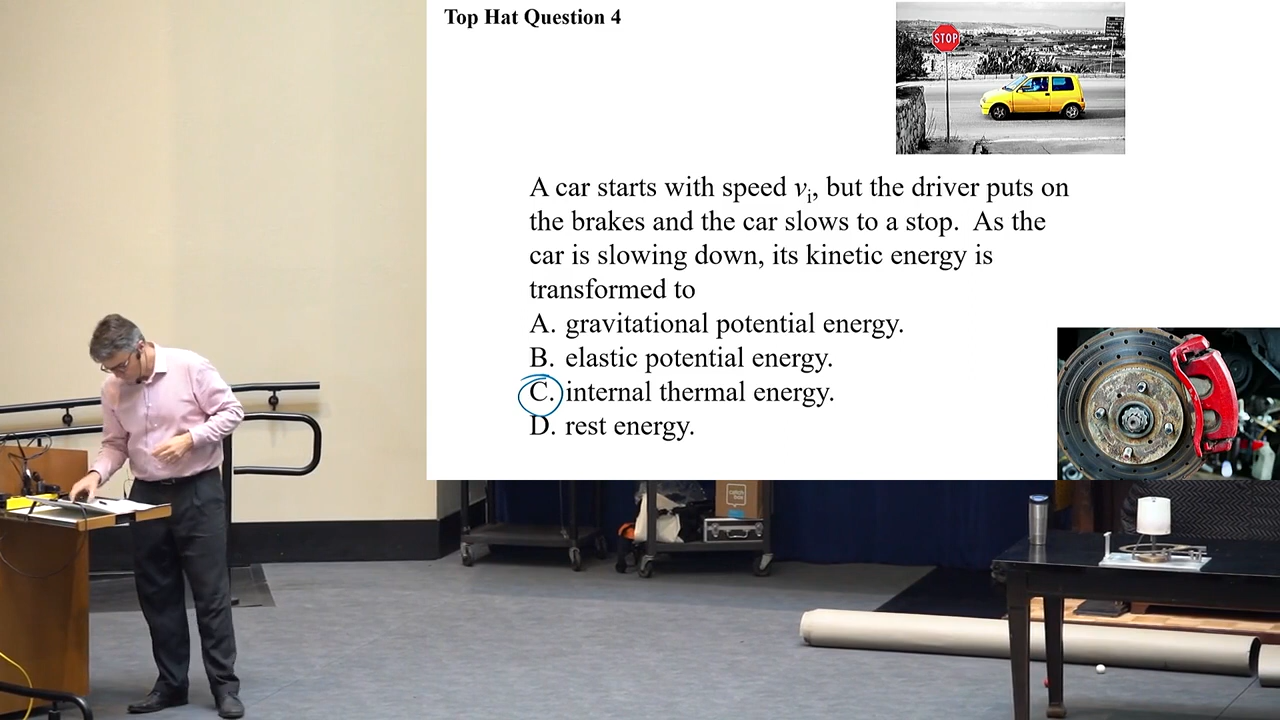 Top Hat Question 4
STOP
A car starts with speed vᵢ, but the driver puts on
the brakes and the car slows to a stop. As the
car is slowing down, its kinetic energy is
transformed to
A. gravitational potential energy.
B. elastic potential energy.
C. internal thermal energy.
D. rest energy.